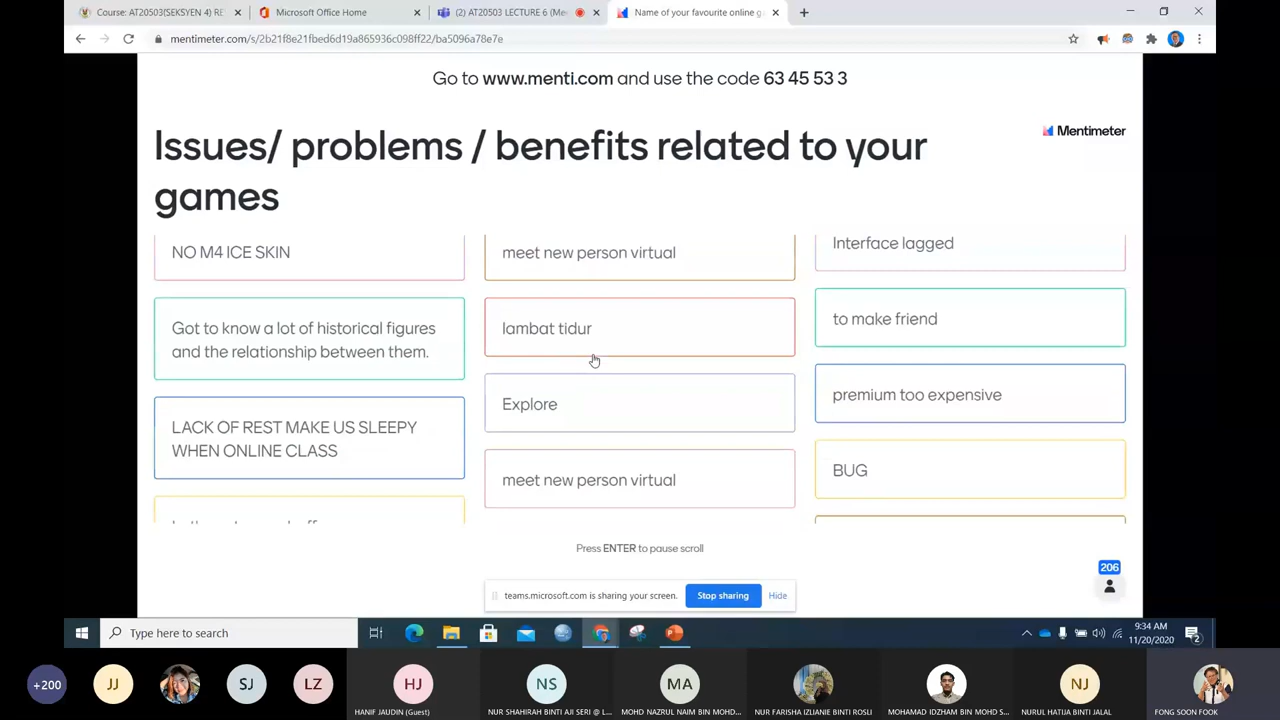 Course: AT20503(SEKSYEN 4) RE
Microsoft Office Home
(2) AT20503 LECTURE 6 (Me
Name of your favourite online g
mentimeter.com/s/2b21f8e21fbed6d19a865936c098ff22/ba5096a78e7e
Go to www.menti.com and use the code 63 45 53 3
Issues/ problems / benefits related to your
games
Mentimeter
NO M4 ICE SKIN
Got to know a lot of historical figures
and the relationship between them.
LACK OF REST MAKE US SLEEPY
WHEN ONLINE CLASS
meet new person virtual
lambat tidur
Explore
meet new person virtual
Interface lagged
to make friend
premium too expensive
BUG
Press ENTER to pause scroll
206
teams.microsoft.com is sharing your screen.
Stop sharing
Hide
Type here to search
9:34 AM
11/20/2020
2
+200
JJ
SJ
LZ
HJ
NS
MA
NJ
HANIF JAUDIN (Guest)
NUR SHAHIRAH BINTI AJI SERI @ L...
MOHD NAZRUL NAIM BIN MOHD...
NUR FARISHA IZLIANIE BINTI ROSLI
MOHAMAD IDZHAM BIN MOHD S...
NURUL HATIJA BINTI JALAL
FONG SOON FOOK